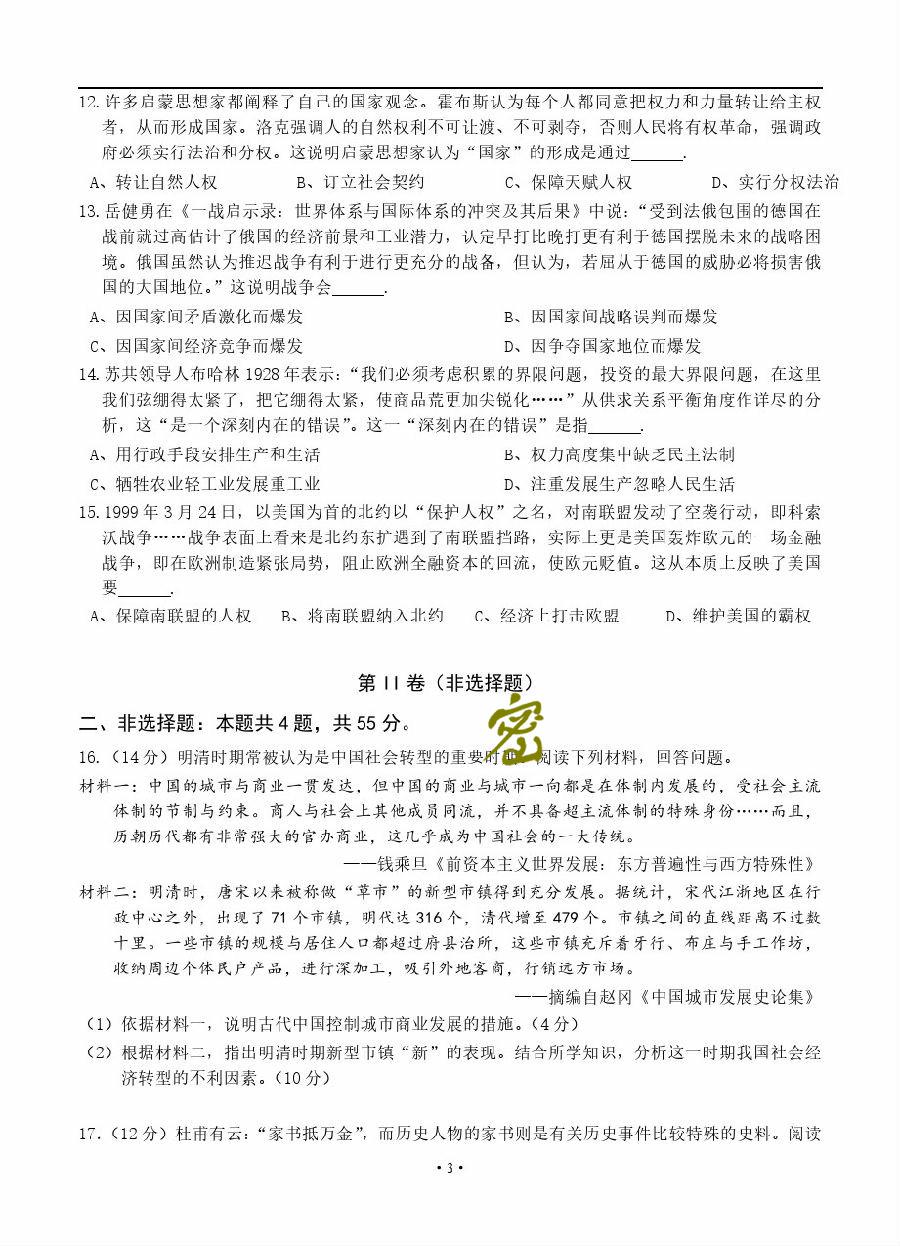 12. 许多启蒙思想家都阐释了自己的国家观念。霍布斯认为每个人都同意把权力和力量转让给主权
者，从而形成国家。洛克强调人的自然权利不可让渡、不可剥夺，否则人民将有权革命，强调政
府必须实行法治和分权。这说明启蒙思想家认为“国家”的形成是通过______.
A、转让自然人权 B、订立社会契约 C、保障天赋人权 D、实行分权法治
13. 岳健勇在《一战启示录：世界体系与国际体系的冲突及其后果》中说：“受到法俄包围的德国在
战前就过高估计了俄国的经济前景和工业潜力，认定早打比晚打更有利于德国摆脱未来的战略困
境。俄国虽然认为推迟战争有利于进行更充分的战备，但认为，若屈从于德国的威胁必将损害俄
国的大国地位。”这说明战争会______.
A、因国家间矛盾激化而爆发 B、因国家间战略误判而爆发
C、因国家间经济竞争而爆发 D、因争夺国家地位而爆发
14. 苏共领导人布哈林 1928 年表示：“我们必须考虑积累的界限问题，投资的最大界限问题，在这里
我们弦绷得太紧了，把它绷得太紧，使商品荒更加尖锐化……”从供求关系平衡角度作详尽的分
析，这“是一个深刻内在的错误”。这一“深刻内在的错误”是指______.
A、用行政手段安排生产和生活 B、权力高度集中缺乏民主法制
C、牺牲农业轻工业发展重工业 D、注重发展生产忽略人民生活
15. 1999 年 3 月 24 日，以美国为首的北约以“保护人权”之名，对南联盟发动了空袭行动，即科索
沃战争……战争表面上看来是北约东扩遇到了南联盟挡路，实际上更是美国轰炸欧元的 场金融
战争，即在欧洲制造紧张局势，阻止欧洲全融资本的回流，使欧元贬值。这从本质上反映了美国
要______.
A、保障南联盟的人权 B、将南联盟纳入北约 C、经济上打击欧盟 D、维护美国的霸权
第 II 卷（非选择题）
二、非选择题：本题共 4 题，共 55 分。
密
16.（14 分）明清时期常被认为是中国社会转型的重要时期。阅读下列材料，回答问题。
材料一：中国的城市与商业一贯发达，但中国的商业与城市一向都是在体制内发展约，受社会主流
体制的节制与约束。商人与社会上其他成员同流，并不具备超主流体制的特殊身份……而且，
历朝历代都有非常强大的官办商业，这几乎成为中国社会的一大传统。
——钱乘旦《前资本主义世界发展：东方普遍性与西方特殊性》
材料二：明清时，唐宋以来被称做“草市”的新型市镇得到充分发展。据统计，宋代江浙地区在行
政中心之外，出现了 71 个市镇，明代达 316 个，清代增至 479 个。市镇之间的直线距离不过数
十里。一些市镇的规模与居住人口都超过府县治所，这些市镇充斥着牙行、布庄与手工作坊，
收纳周边个体民户产品，进行深加工，吸引外地客商，行销远方市场。
——摘编自赵冈《中国城市发展史论集》
（1）依据材料一，说明古代中国控制城市商业发展的措施。（4 分）
（2）根据材料二，指出明清时期新型市镇“新”的表现。结合所学知识，分析这一时期我国社会经
济转型的不利因素。（10 分）
17.（12 分）杜甫有云：“家书抵万金”，而历史人物的家书则是有关历史事件比较特殊的史料。阅读
• 3 •